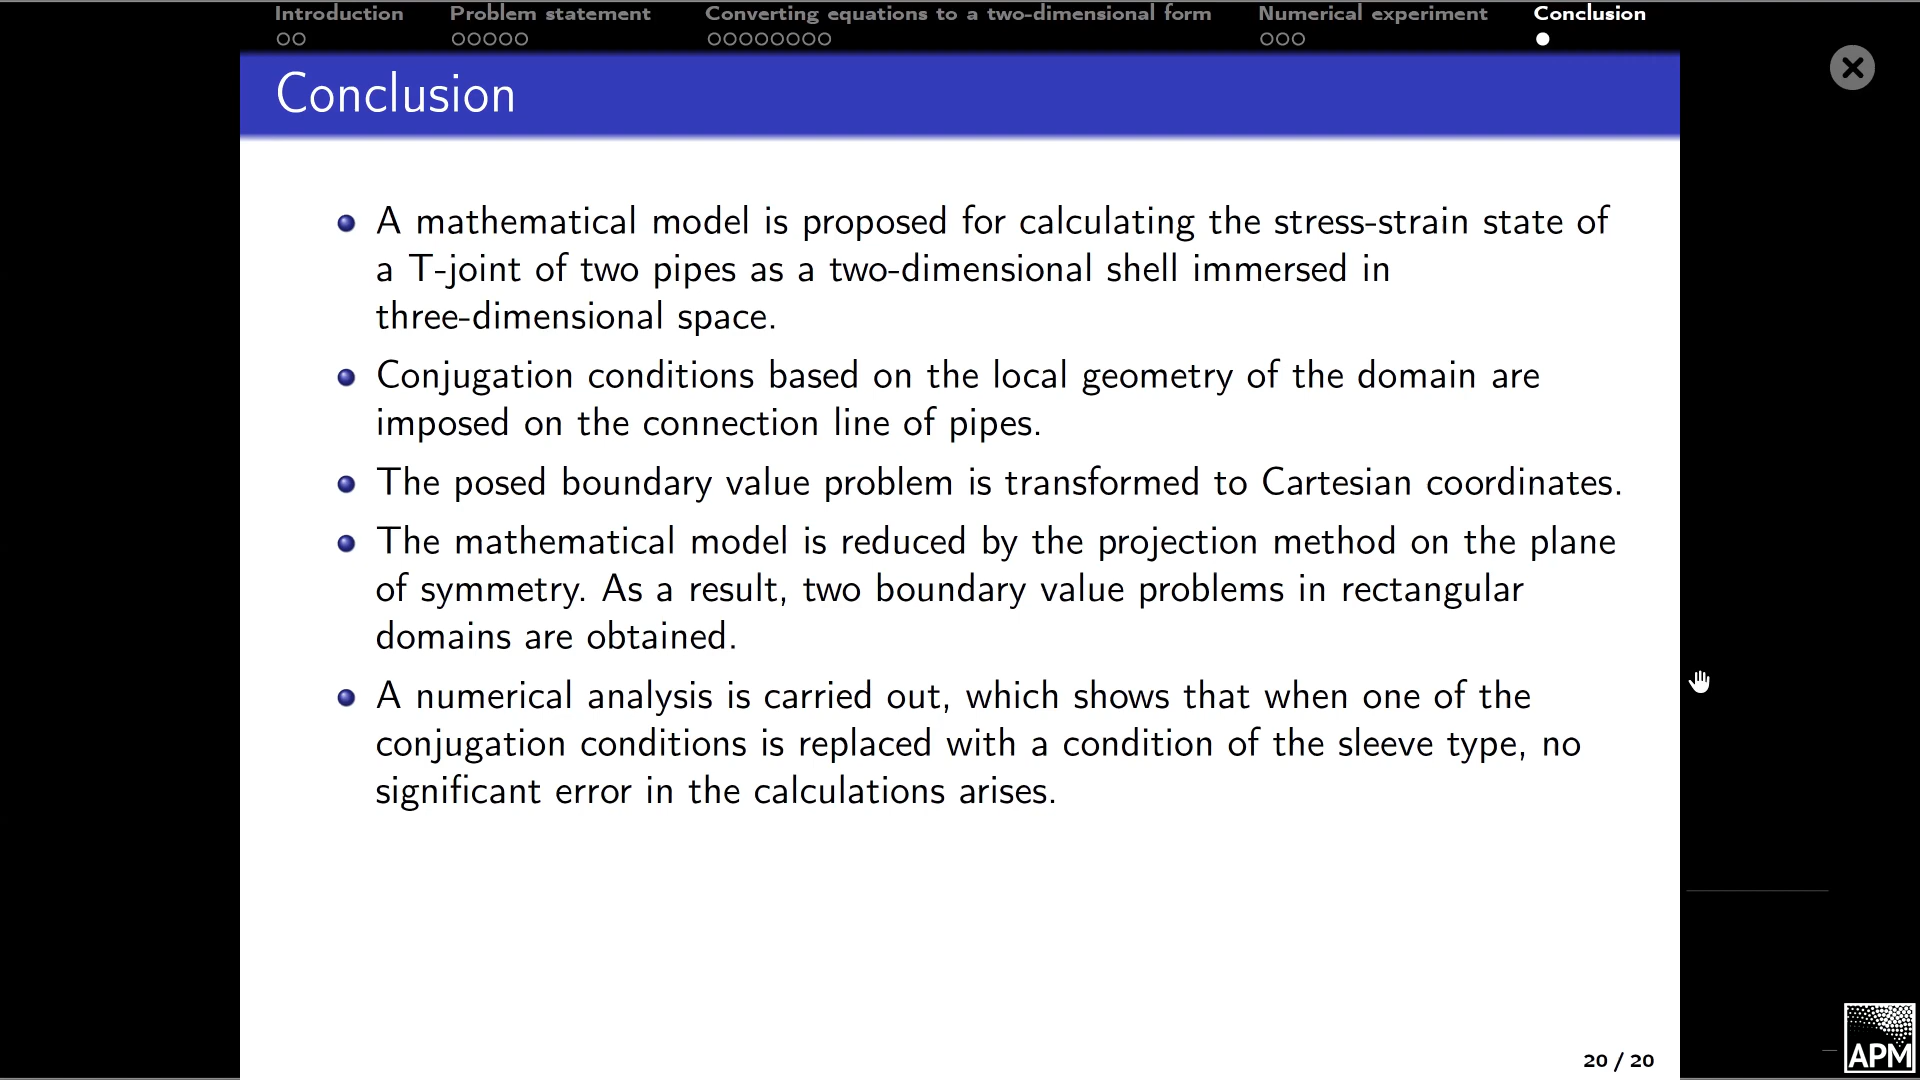 Introduction Problem statement Converting equations to a two-dimensional form Numerical experiment Conclusion
Conclusion
A mathematical model is proposed for calculating the stress-strain state of
a T-joint of two pipes as a two-dimensional shell immersed in
three-dimensional space.
Conjugation conditions based on the local geometry of the domain are
imposed on the connection line of pipes.
The posed boundary value problem is transformed to Cartesian coordinates.
The mathematical model is reduced by the projection method on the plane
of symmetry. As a result, two boundary value problems in rectangular
domains are obtained.
A numerical analysis is carried out, which shows that when one of the
conjugation conditions is replaced with a condition of the sleeve type, no
significant error in the calculations arises.
20 / 20
APM